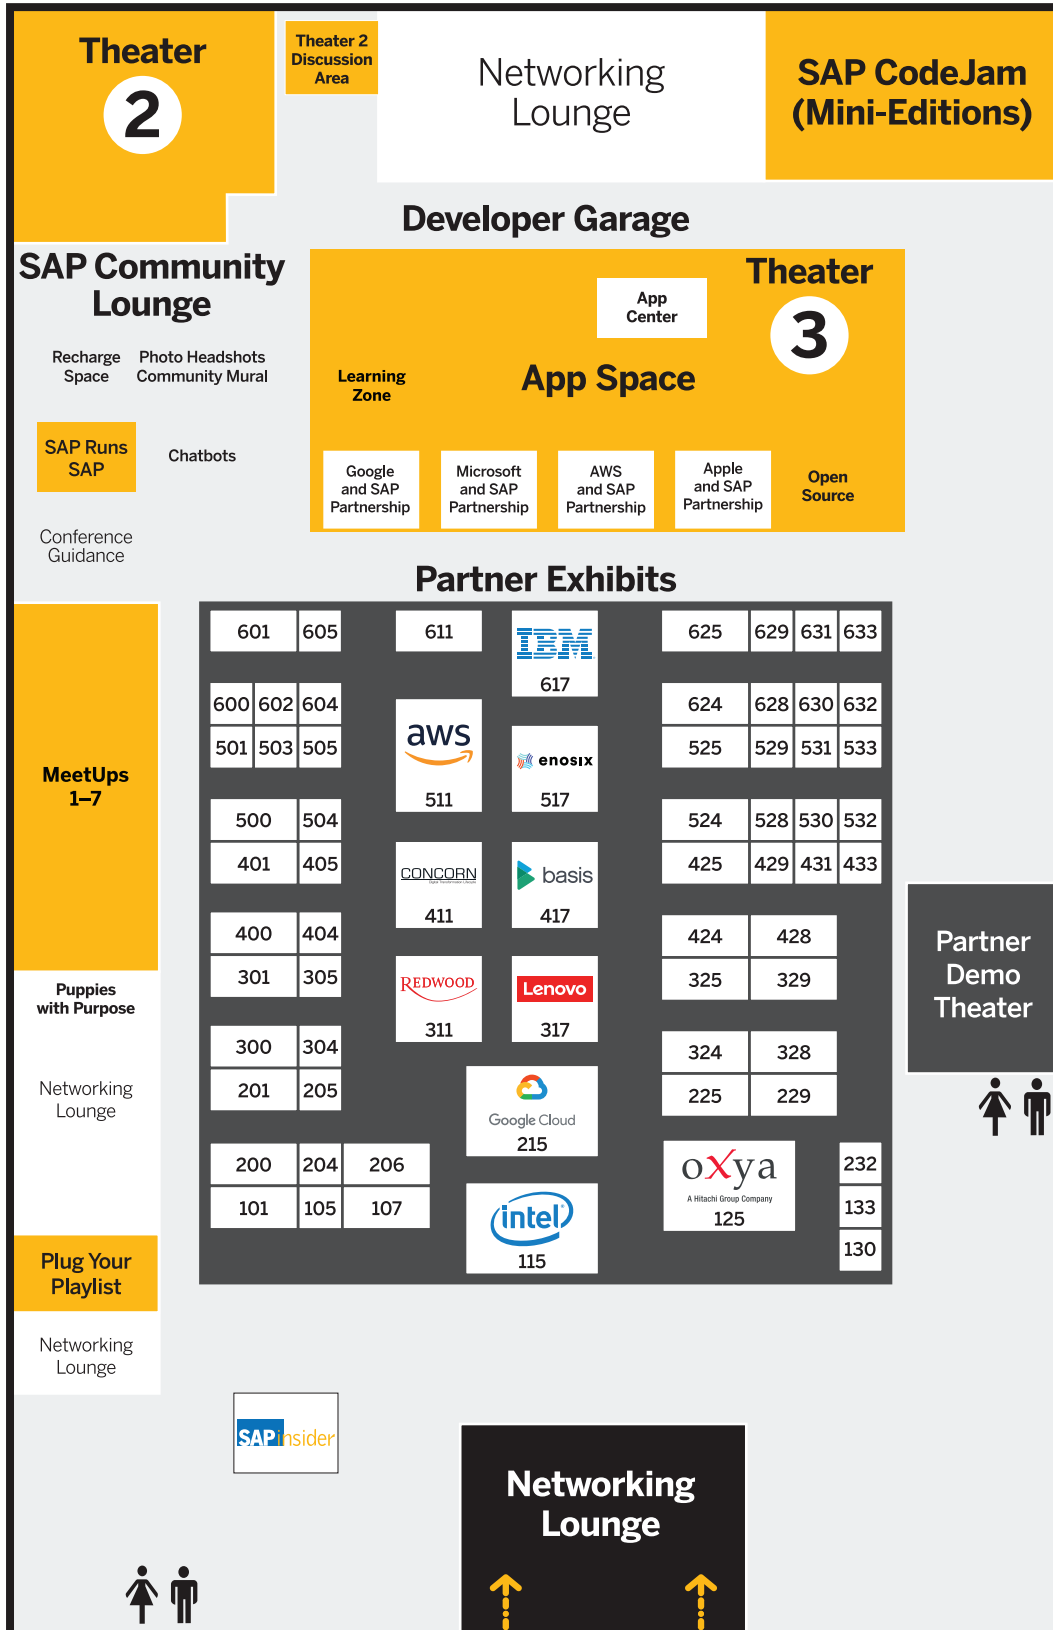 Theater
2
Theater 2
Discussion
Area
Networking
Lounge
SAP CodeJam
(Mini-Editions)
Developer Garage
SAP Community
Lounge
Recharge
Space
Photo Headshots
Community Mural
SAP Runs
SAP
Chatbots
Conference
Guidance
App
Center
Theater
3
Learning
Zone
App Space
Google
and SAP
Partnership
Microsoft
and SAP
Partnership
AWS
and SAP
Partnership
Apple
and SAP
Partnership
Open
Source
Partner Exhibits
601 605 611
IBM
617
625 629 631 633
600 602 604
501 503 505
aws
511
enosix
517
624 628 630 632
525 529 531 533
MeetUps
1–7
500 504
401 405
CONCORN
Digital Transformation Lifecycle
411
basis
417
524 528 530 532
425 429 431 433
400 404
301 305
REDWOOD
311
Lenovo
317
424 428
325 329
Partner
Demo
Theater
Puppies
with Purpose
Networking
Lounge
300 304
201 205
Google Cloud
215
324 328
225 229
200 204 206
101 105 107
intel
115
oXya
A Hitachi Group Company
125
232
133
130
Plug Your
Playlist
Networking
Lounge
SAPinsider
Networking
Lounge